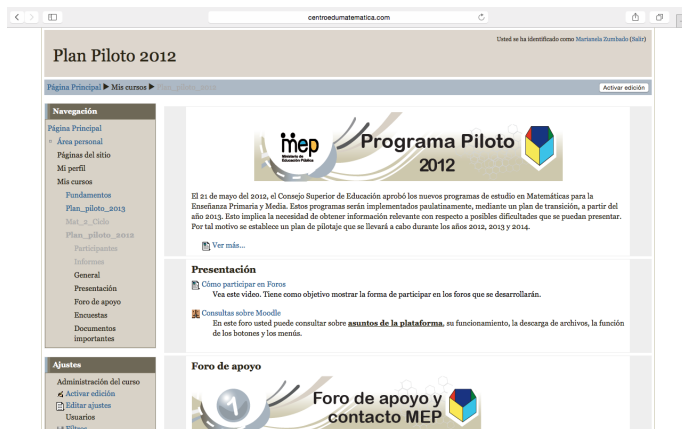 centroedumatematica.com
Usted se ha identificado como Marianela Zumbado (Salir)
Plan Piloto 2012
Página Principal ▶ Mis cursos ▶ Plan_piloto_2012
Activar edición
Navegación
Página Principal
Área personal
Páginas del sitio
Mi perfil
Mis cursos
Fundamentos
Plan_piloto_2013
Mat_2_Ciclo
Plan_piloto_2012
Participantes
Informes
General
Presentación
Foro de apoyo
Encuestas
Documentos
importantes
Ajustes
Administración del curso
Activar edición
Editar ajustes
Usuarios
Filtros
mep
Ministerio de
Educación Pública
Programa Piloto
2012
El 21 de mayo del 2012, el Consejo Superior de Educación aprobó los nuevos programas de estudio en Matemáticas para la
Enseñanza Primaria y Media. Estos programas serán implementados paulatinamente, mediante un plan de transición, a partir del
año 2013. Esto implica la necesidad de obtener información relevante con respecto a posibles dificultades que se puedan presentar.
Por tal motivo se establece un plan de pilotaje que se llevará a cabo durante los años 2012, 2013 y 2014.
Ver más...
Presentación
Cómo participar en Foros
Vea este video. Tiene como objetivo mostrar la forma de participar en los foros que se desarrollarán.
Consultas sobre Moodle
En este foro usted puede consultar sobre asuntos de la plataforma, su funcionamiento, la descarga de archivos, la función
de los botones y los menús.
Foro de apoyo
1
Foro de apoyo y
contacto MEP